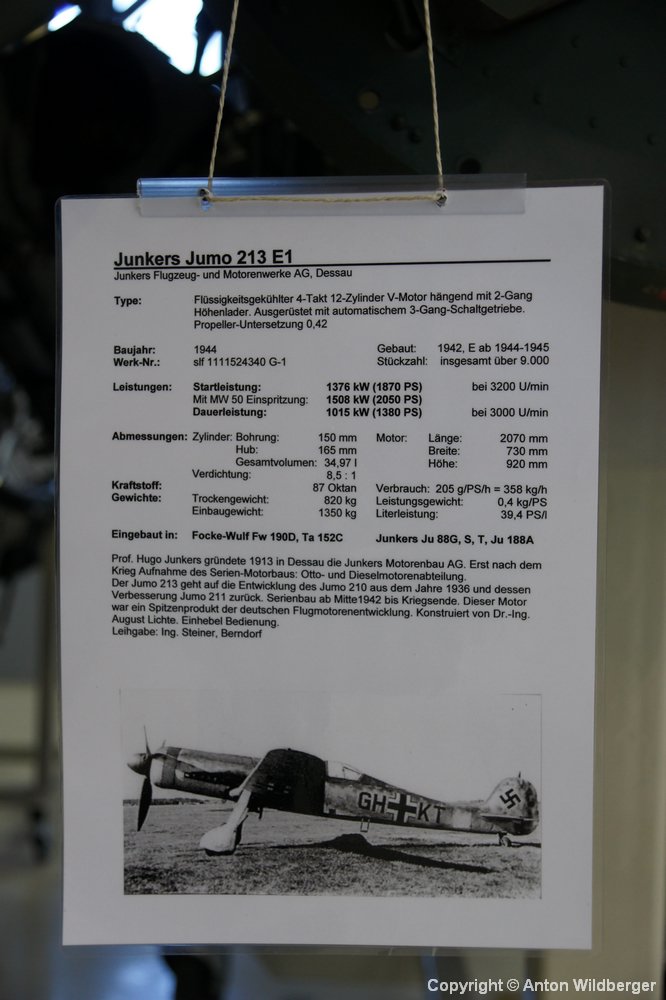 Junkers Jumo 213 E1
Junkers Flugzeug- und Motorenwerke AG, Dessau
Type: Flüssigkeitsgekühlter 4-Takt 12-Zylinder V-Motor hängend mit 2-Gang
Höhenlader. Ausgerüstet mit automatischem 3-Gang-Schaltgetriebe.
Propeller-Untersetzung 0,42
Baujahr: 1944 Gebaut: 1942, E ab 1944-1945
Werk-Nr.: slf 1111524340 G-1 Stückzahl: insgesamt über 9.000
Leistungen: Startleistung: 1376 kW (1870 PS) bei 3200 U/min
Mit MW 50 Einspritzung: 1508 kW (2050 PS)
Dauerleistung: 1015 kW (1380 PS) bei 3000 U/min
Abmessungen: Zylinder: Bohrung: 150 mm Motor: Länge: 2070 mm
Hub: 165 mm Breite: 730 mm
Gesamtvolumen: 34,97 l Höhe: 920 mm
Verdichtung: 8,5 : 1
Kraftstoff: 87 Oktan Verbrauch: 205 g/PS/h = 358 kg/h
Gewichte: Trockengewicht: 820 kg Leistungsgewicht: 0,4 kg/PS
Einbaugewicht: 1350 kg Literleistung: 39,4 PS/l
Eingebaut in: Focke-Wulf Fw 190D, Ta 152C Junkers Ju 88G, S, T, Ju 188A
Prof. Hugo Junkers gründete 1913 in Dessau die Junkers Motorenbau AG. Erst nach dem
Krieg Aufnahme des Serien-Motorbaus: Otto- und Dieselmotorenabteilung.
Der Jumo 213 geht auf die Entwicklung des Jumo 210 aus dem Jahre 1936 und dessen
Verbesserung Jumo 211 zurück. Serienbau ab Mitte1942 bis Kriegsende. Dieser Motor
war ein Spitzenprodukt der deutschen Flugmotorenentwicklung. Konstruiert von Dr.-Ing.
August Lichte. Einhebel Bedienung.
Leihgabe: Ing. Steiner, Berndorf
GH KT
Copyright © Anton Wildberger